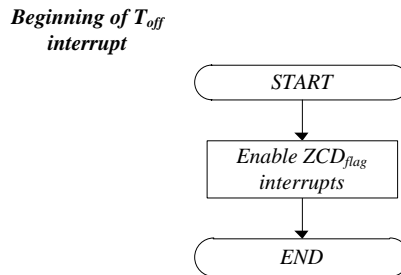 Beginning of Toff
interrupt
START
Enable ZCDflag
interrupts
END